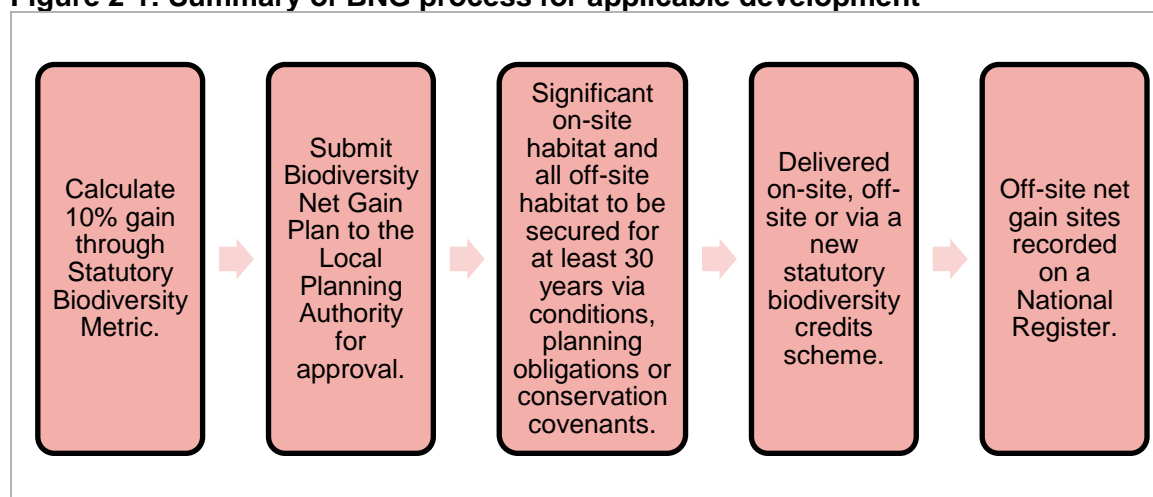 Figure 2-1: Summary of BNG process for applicable development
Calculate
10% gain
through
Statutory
Biodiversity
Metric.
Submit
Biodiversity
Net Gain
Plan to the
Local
Planning
Authority
for
approval.
Significant
on-site
habitat and
all off-site
habitat to be
secured for
at least 30
years via
conditions,
planning
obligations or
conservation
covenants.
Delivered
on-site, off-
site or via a
new
statutory
biodiversity
credits
scheme.
Off-site net
gain sites
recorded
on a
National
Register.